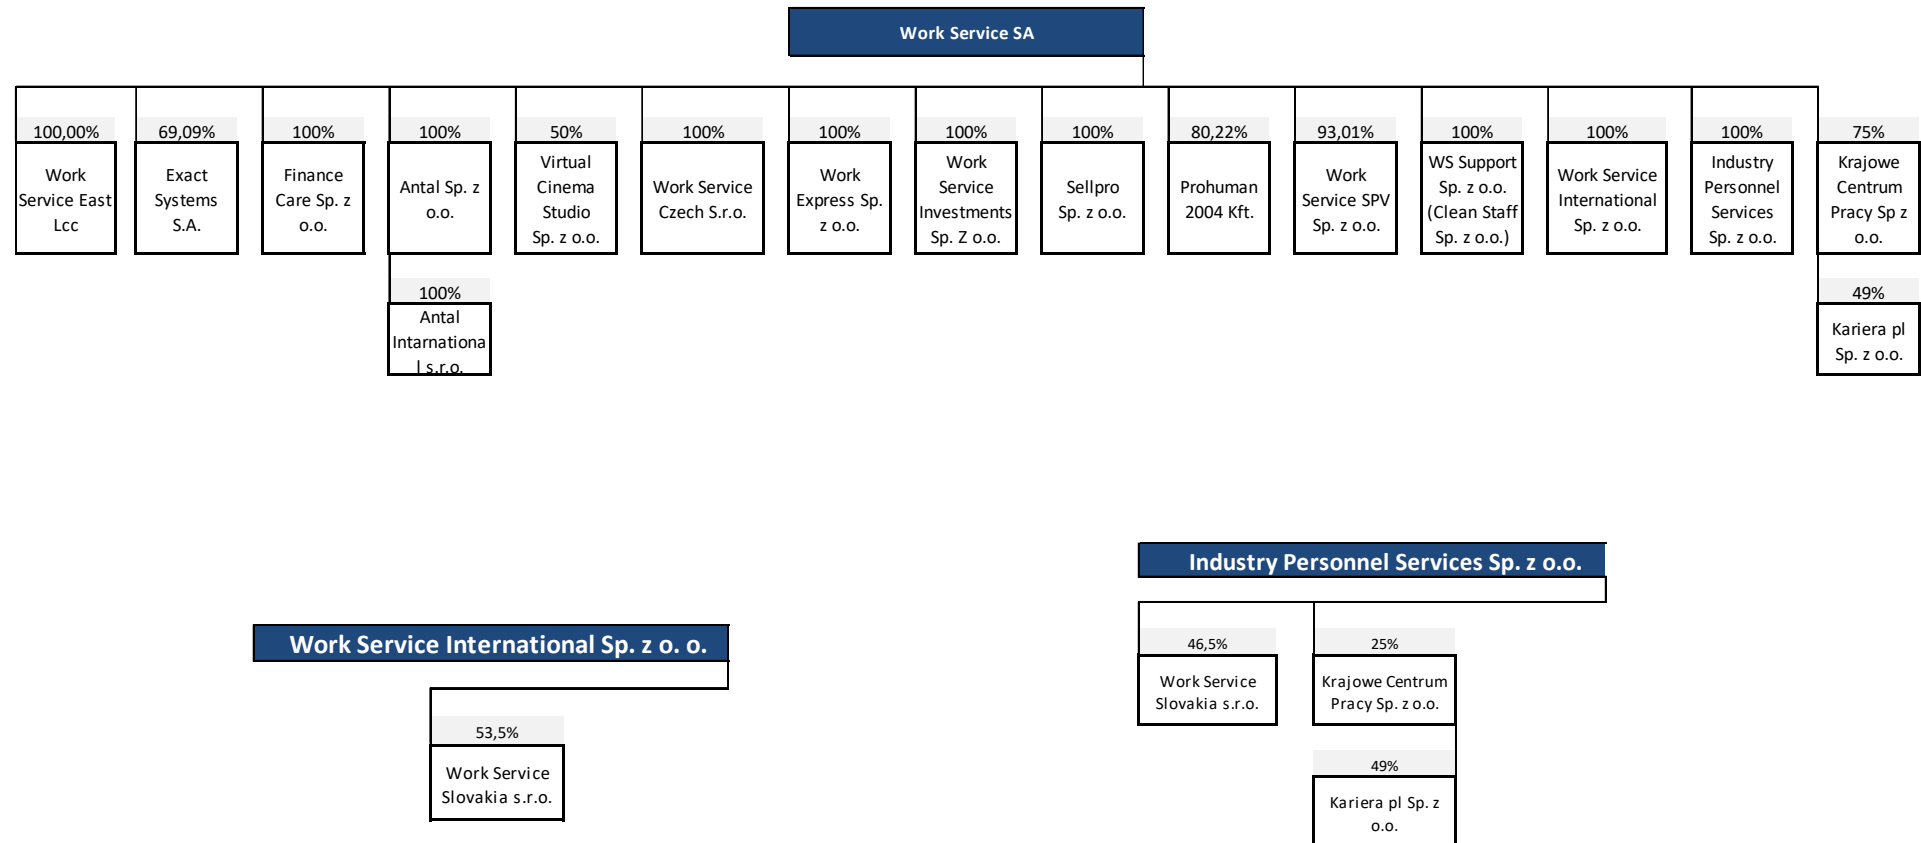 Work Service SA
100,00%
Work
Service East
Lcc
69,09%
Exact
Systems
S.A.
100%
Finance
Care Sp. z
o.o.
100%
Antal Sp. z
o.o.
100%
Antal
Intarnationa
l s.r.o.
50%
Virtual
Cinema
Studio
Sp. z o.o.
100%
Work Service
Czech S.r.o.
100%
Work
Express Sp.
z o.o.
100%
Work
Service
Investments
Sp. Z o.o.
100%
Sellpro
Sp. z o.o.
80,22%
Prohuman
2004 Kft.
93,01%
Work
Service SPV
Sp. z o.o.
100%
WS Support
Sp. z o.o.
(Clean Staff
Sp. z o.o.)
100%
Work Service
International
Sp. z o.o.
100%
Industry
Personnel
Services
Sp. z o.o.
75%
Krajowe
Centrum
Pracy Sp z
o.o.
49%
Kariera pl
Sp. z o.o.
Work Service International Sp. z o. o.
53,5%
Work Service
Slovakia s.r.o.
Industry Personnel Services Sp. z o.o.
46,5%
Work Service
Slovakia s.r.o.
25%
Krajowe Centrum
Pracy Sp. z o.o.
49%
Kariera pl Sp. z
o.o.